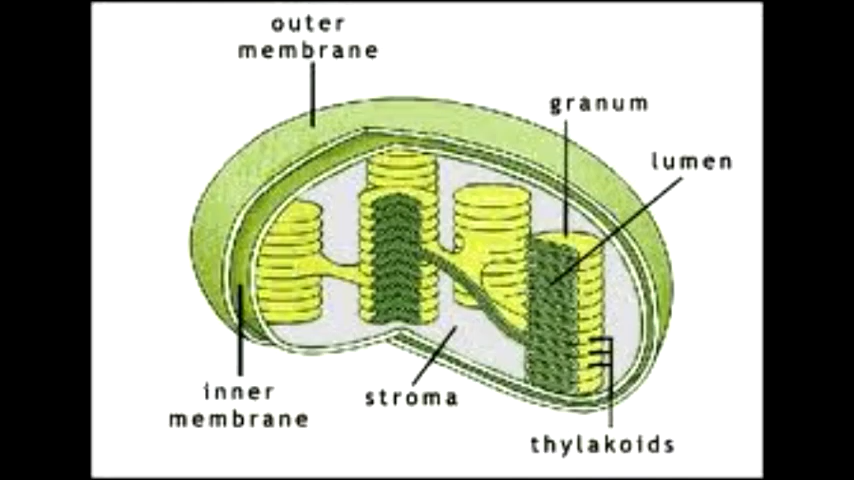 outer
membrane
granum
lumen
inner
membrane
stroma
thylakoids